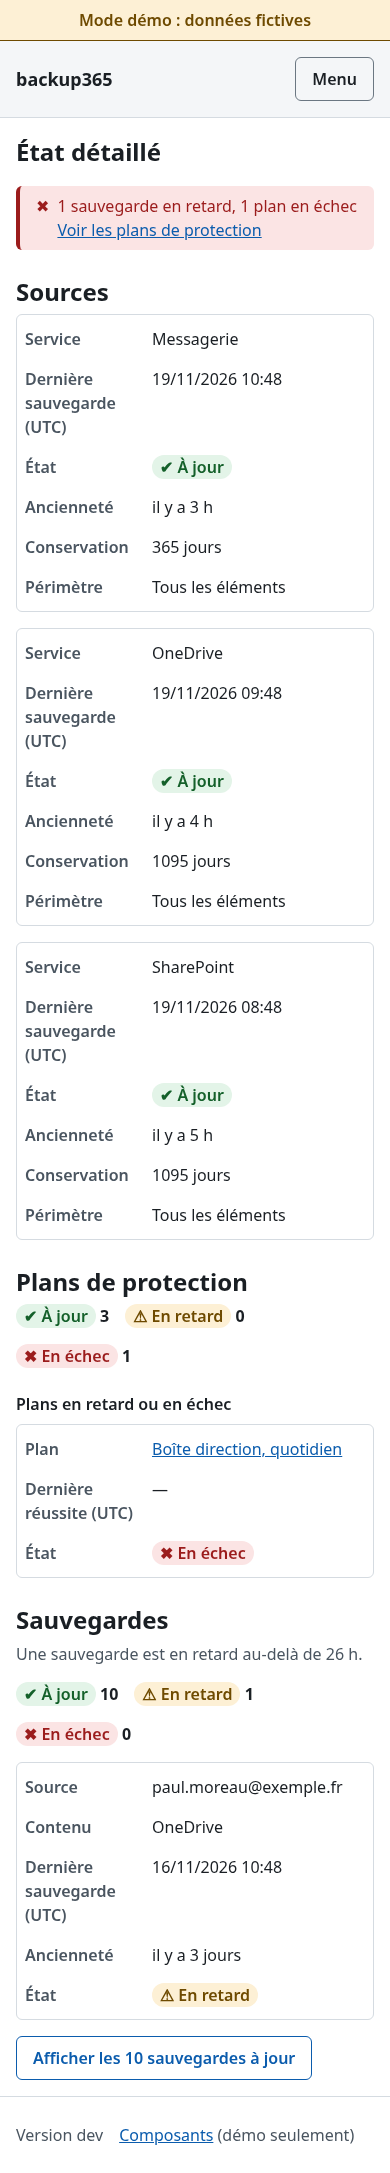 Mode démo : données fictives
backup365
Menu
État détaillé
✖ 1 sauvegarde en retard, 1 plan en échec
Voir les plans de protection
Sources
Service Messagerie
Dernière 19/11/2026 10:48
sauvegarde
(UTC)
État ✔ À jour
Ancienneté il y a 3 h
Conservation 365 jours
Périmètre Tous les éléments
Service OneDrive
Dernière 19/11/2026 09:48
sauvegarde
(UTC)
État ✔ À jour
Ancienneté il y a 4 h
Conservation 1095 jours
Périmètre Tous les éléments
Service SharePoint
Dernière 19/11/2026 08:48
sauvegarde
(UTC)
État ✔ À jour
Ancienneté il y a 5 h
Conservation 1095 jours
Périmètre Tous les éléments
Plans de protection
✔ À jour 3 ⚠ En retard 0
✖ En échec 1
Plans en retard ou en échec
Plan Boîte direction, quotidien
Dernière —
réussite (UTC)
État ✖ En échec
Sauvegardes
Une sauvegarde est en retard au-delà de 26 h.
✔ À jour 10 ⚠ En retard 1
✖ En échec 0
Source paul.moreau@exemple.fr
Contenu OneDrive
Dernière 16/11/2026 10:48
sauvegarde
(UTC)
Ancienneté il y a 3 jours
État ⚠ En retard
Afficher les 10 sauvegardes à jour
Version dev Composants (démo seulement)